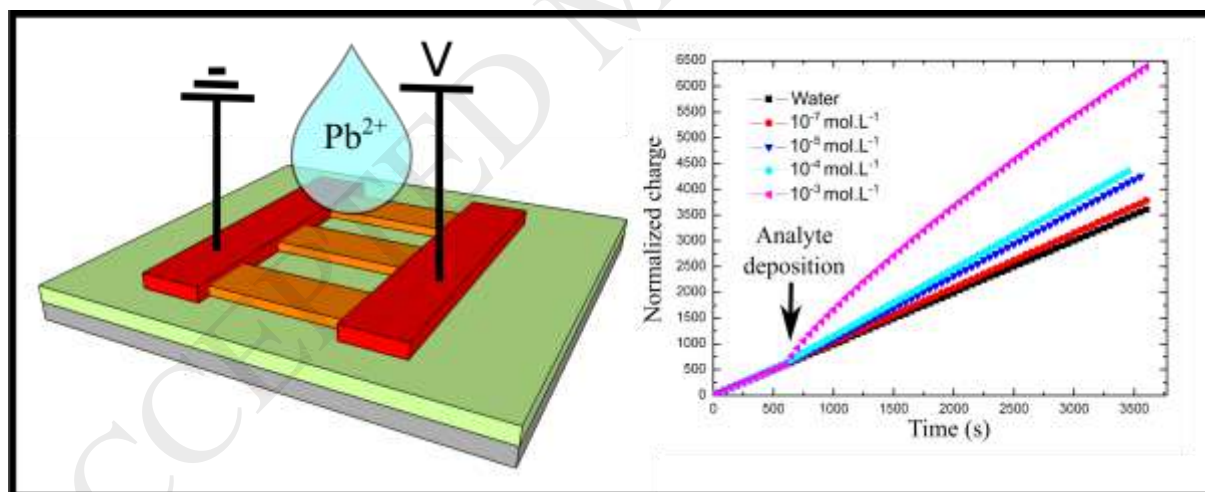 Pb²⁺
V
Normalized charge
6500
6000
5500
5000
4500
4000
3500
3000
2500
2000
1500
1000
500
0
Water
10⁻⁷ mol.L⁻¹
10⁻⁵ mol.L⁻¹
10⁻⁴ mol.L⁻¹
10⁻³ mol.L⁻¹
Analyte
deposition
0 500 1000 1500 2000 2500 3000 3500
Time (s)